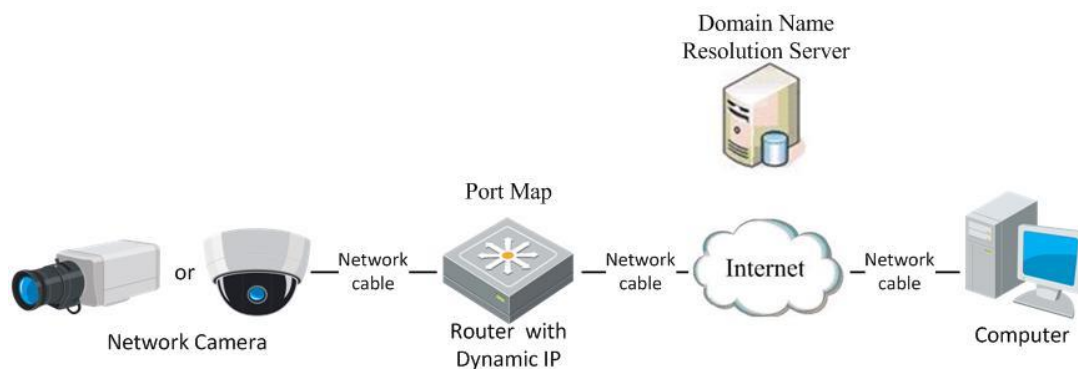 Domain Name
Resolution Server
Port Map
or
Network
cable
Network
cable
Internet
Network
cable
Network Camera
Router with
Dynamic IP
Computer